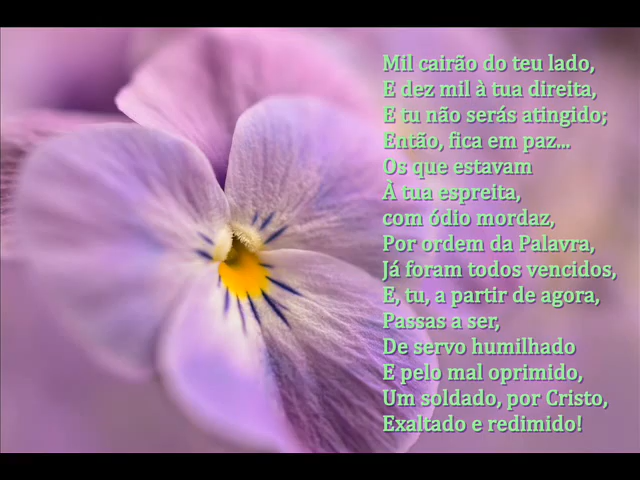 Mil cairão do teu lado,
E dez mil à tua direita,
E tu não serás atingido;
Então, fica em paz...
Os que estavam
À tua espreita,
com ódio mordaz,
Por ordem da Palavra,
Já foram todos vencidos,
E, tu, a partir de agora,
Passas a ser,
De servo humilhado
E pelo mal oprimido,
Um soldado, por Cristo,
Exaltado e redimido!